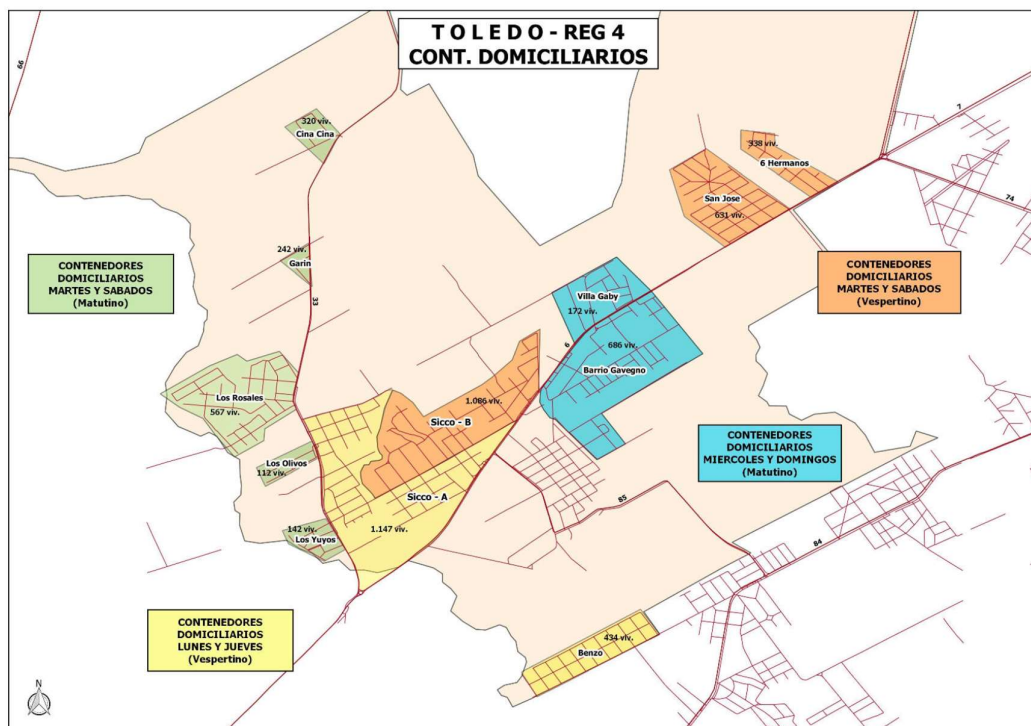 T O L E D O - REG 4
CONT. DOMICILIARIOS
66
320 viv.
Cina Cina
7
338 viv.
6 Hermanos
San Jose
631 viv.
74
242 viv.
Garin
33
CONTENEDORES
DOMICILIARIOS
MARTES Y SABADOS
(Matutino)
CONTENEDORES
DOMICILIARIOS
MARTES Y SABADOS
(Vespertino)
Villa Gaby
172 viv.
6
686 viv.
Barrio Gavegno
Los Rosales
567 viv.
1.086 viv.
Sicco - B
CONTENEDORES
DOMICILIARIOS
MIERCOLES Y DOMINGOS
(Matutino)
Los Olivos
112 viv.
Sicco - A
85
142 viv.
Los Yuyos
1.147 viv.
84
CONTENEDORES
DOMICILIARIOS
LUNES Y JUEVES
(Vespertino)
434 viv.
Benzo
N